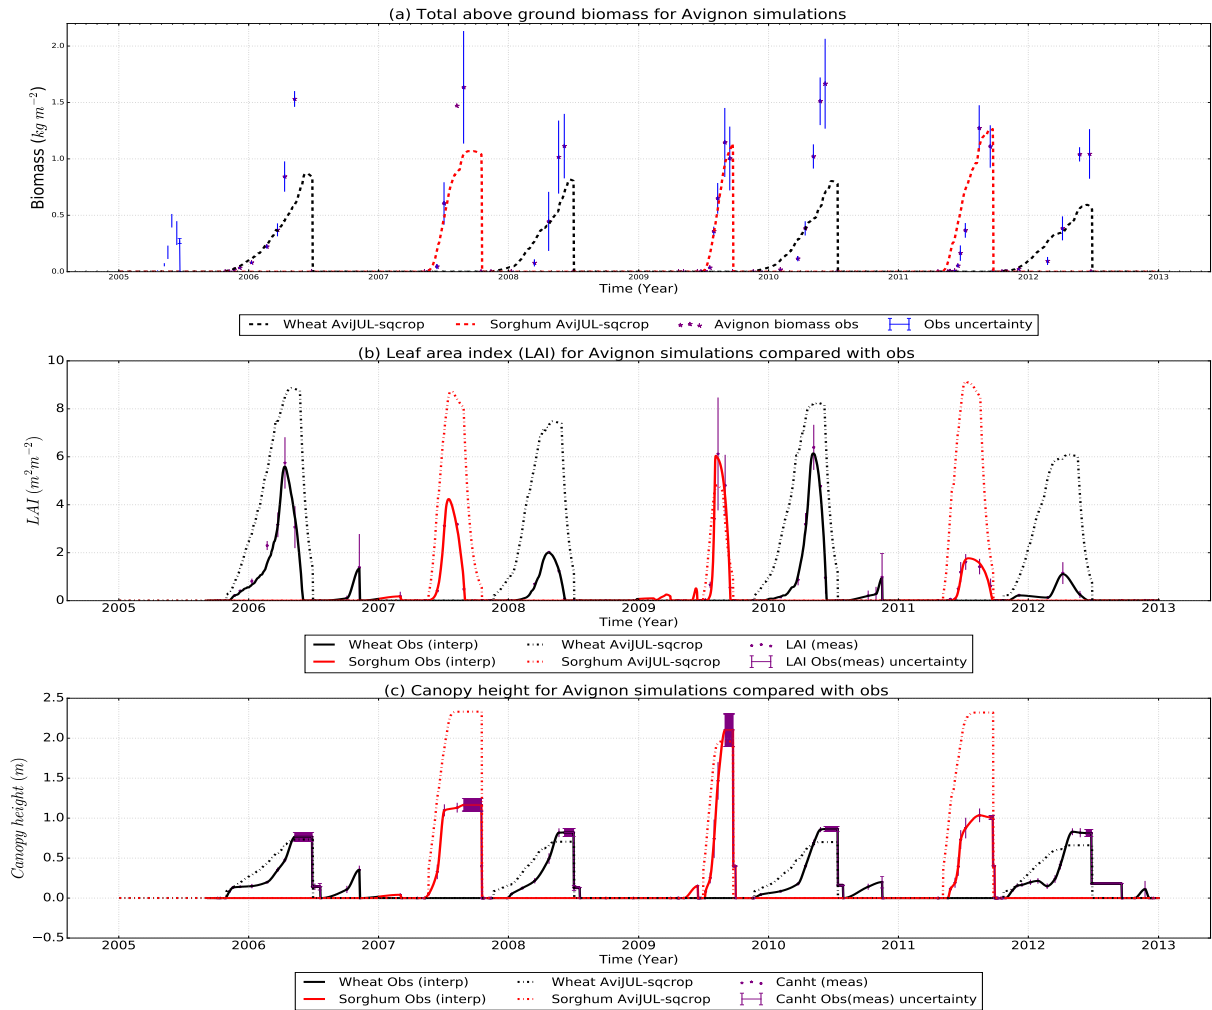 (a) Total above ground biomass for Avignon simulations
2.0
1.5
1.0
0.5
0.0
Biomass (kg m⁻²)
2005 2006 2007 2008 2009 2010 2011 2012 2013
Time (Year)
Wheat AviJUL-sqcrop Sorghum AviJUL-sqcrop Avignon biomass obs Obs uncertainty
(b) Leaf area index (LAI) for Avignon simulations compared with obs
10
8
6
4
2
0
LAI (m²m⁻²)
2005 2006 2007 2008 2009 2010 2011 2012 2013
Time (Year)
Wheat Obs (interp) Wheat AviJUL-sqcrop LAI (meas)
Sorghum Obs (interp) Sorghum AviJUL-sqcrop LAI Obs(meas) uncertainty
(c) Canopy height for Avignon simulations compared with obs
2.5
2.0
1.5
1.0
0.5
0.0
−0.5
Canopy height (m)
2005 2006 2007 2008 2009 2010 2011 2012 2013
Time (Year)
Wheat Obs (interp) Wheat AviJUL-sqcrop Canht (meas)
Sorghum Obs (interp) Sorghum AviJUL-sqcrop Canht Obs(meas) uncertainty